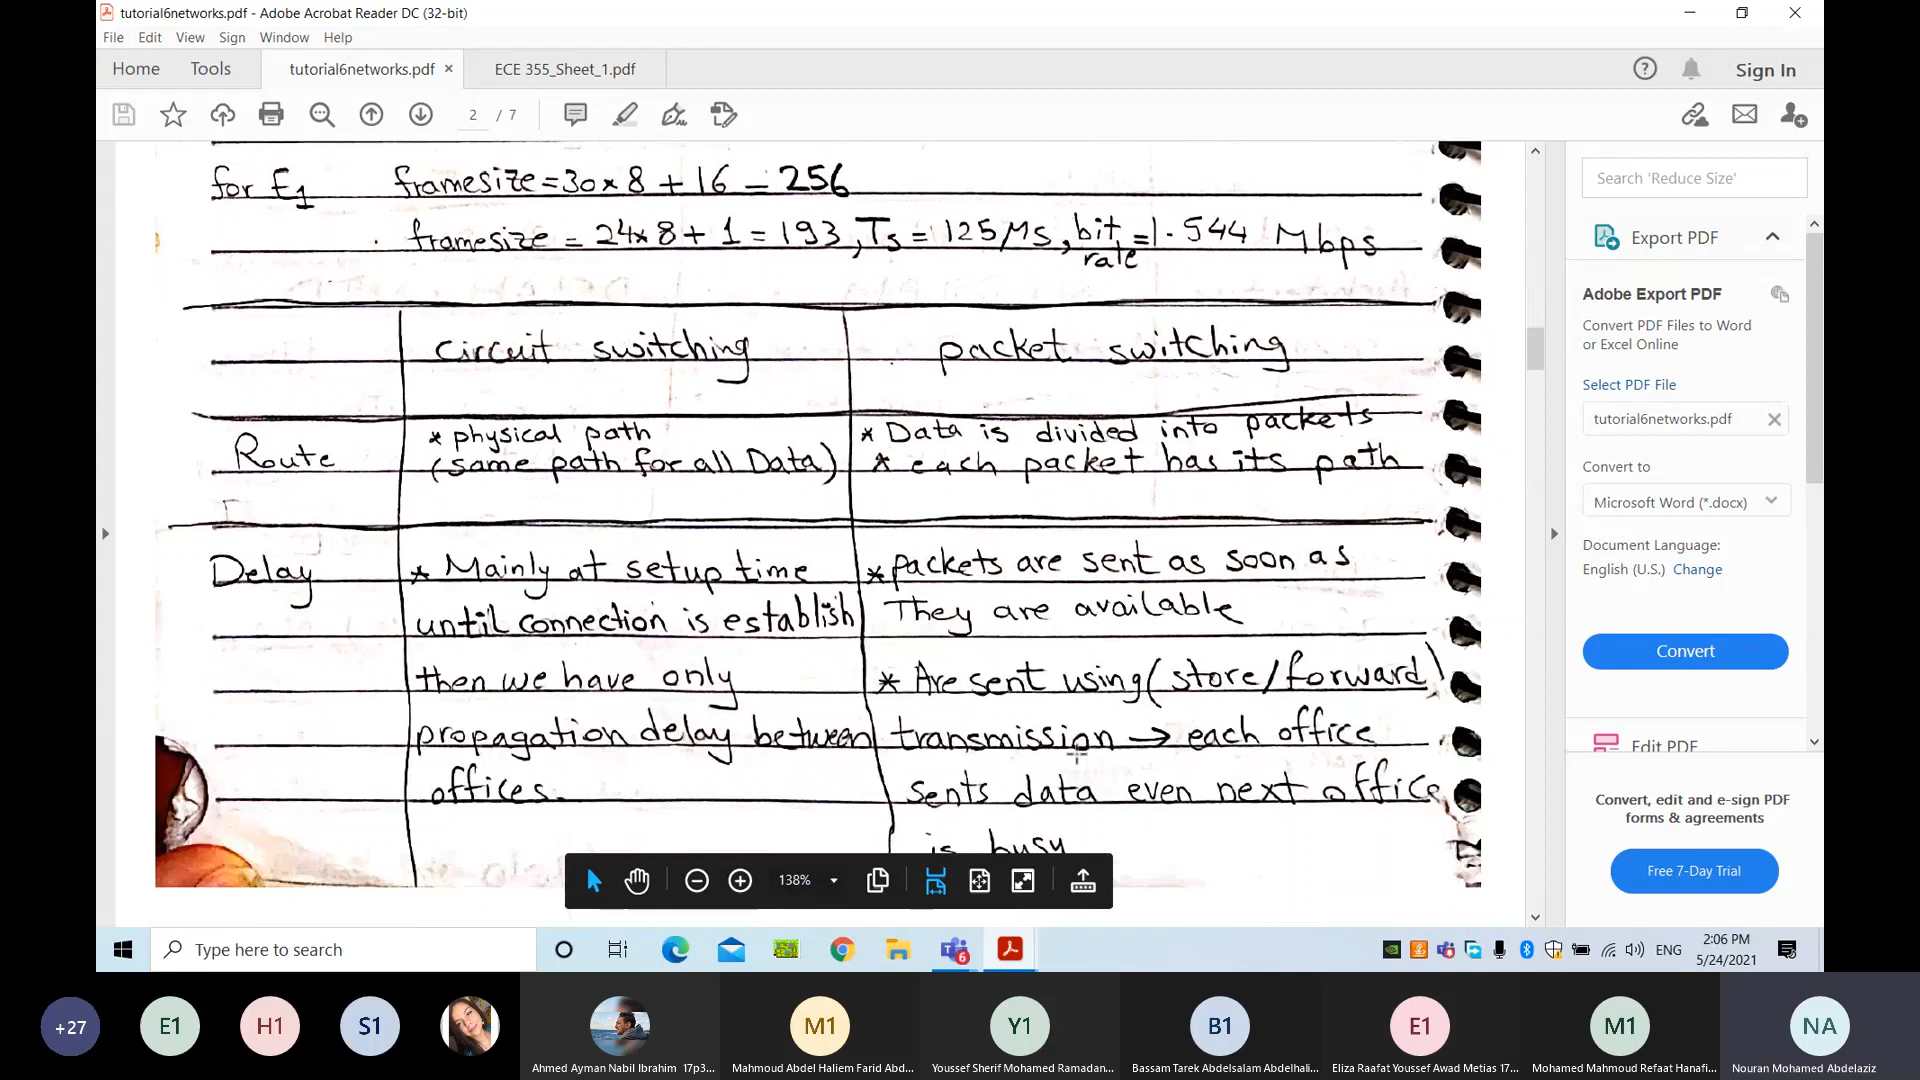 tutorial6networks.pdf - Adobe Acrobat Reader DC (32-bit)
File Edit View Sign Window Help
Home Tools tutorial6networks.pdf × ECE 355_Sheet_1.pdf Sign In
2 / 7
for E1 framesize = 30 x 8 + 16 = 256
framesize = 24x 8 + 1 = 193, Ts = 125 Ms, bit rate = 1.544 Mbps
circuit switching packet switching
Route
* physical path
(same path for all Data)
* Data is divided into packets
* each packet has its path
Delay
* Mainly at setup time
until connection is establish
then we have only
propagation delay between
offices.
* packets are sent as soon as
They are available
* Are sent using (store/forward)
transmission → each office
sents data even next office
is busy
138%
Search 'Reduce Size'
Export PDF
Adobe Export PDF
Convert PDF Files to Word
or Excel Online
Select PDF File
tutorial6networks.pdf
Convert to
Microsoft Word (*.docx)
Document Language:
English (U.S.) Change
Convert
Edit PDF
Convert, edit and e-sign PDF
forms & agreements
Free 7-Day Trial
Type here to search
6
ENG
2:06 PM
5/24/2021
+27 E1 H1 S1 M1 Y1 B1 E1 M1 NA
Ahmed Ayman Nabil Ibrahim 17p3...
Mahmoud Abdel Haliem Farid Abd...
Youssef Sherif Mohamed Ramadan...
Bassam Tarek Abdelsalam Abdelhali...
Eliza Raafat Youssef Awad Metias 17...
Mohamed Mahmoud Refaat Hanafi...
Nouran Mohamed Abdelaziz